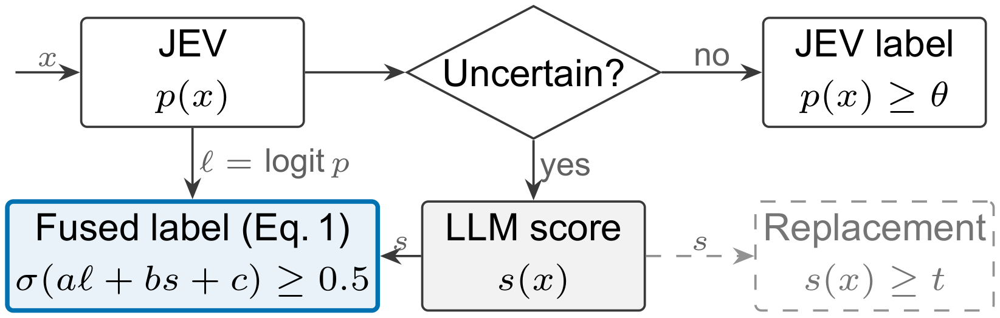 x
JEV
p(x)
Uncertain?
no
JEV label
p(x) ≥ θ
ℓ = logit p
yes
Fused label (Eq. 1)
σ(aℓ + bs + c) ≥ 0.5
s
LLM score
s(x)
s
Replacement
s(x) ≥ t